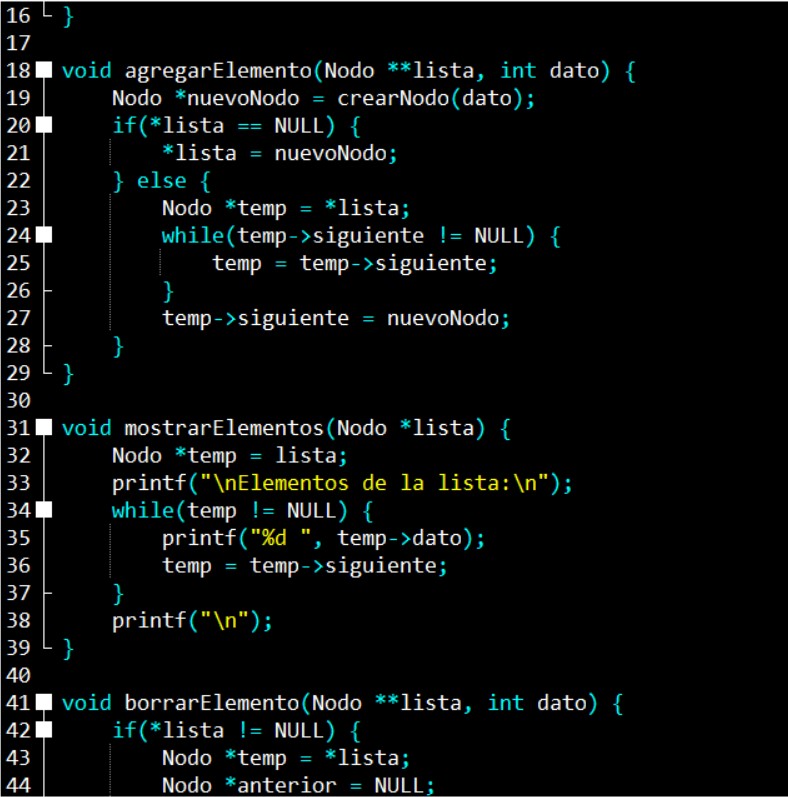 16 }
17
18 void agregarElemento(Nodo **lista, int dato) {
19     Nodo *nuevoNodo = crearNodo(dato);
20     if(*lista == NULL) {
21         *lista = nuevoNodo;
22     } else {
23         Nodo *temp = *lista;
24         while(temp->siguiente != NULL) {
25             temp = temp->siguiente;
26         }
27         temp->siguiente = nuevoNodo;
28     }
29 }
30
31 void mostrarElementos(Nodo *lista) {
32     Nodo *temp = lista;
33     printf("\nElementos de la lista:\n");
34     while(temp != NULL) {
35         printf("%d ", temp->dato);
36         temp = temp->siguiente;
37     }
38     printf("\n");
39 }
40
41 void borrarElemento(Nodo **lista, int dato) {
42     if(*lista != NULL) {
43         Nodo *temp = *lista;
44         Nodo *anterior = NULL;